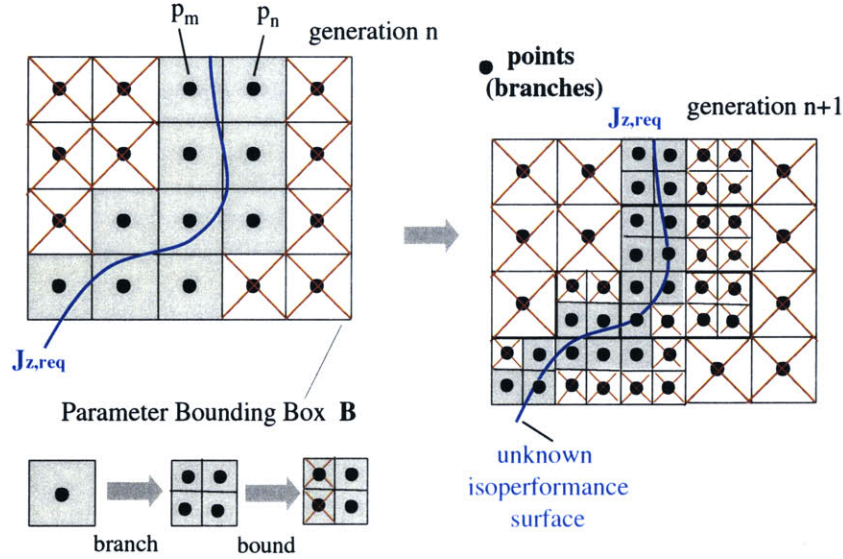 pm pn
generation n
points
(branches)
generation n+1
Jz,req
Jz,req
Parameter Bounding Box B
unknown
isoperformance
surface
branch bound